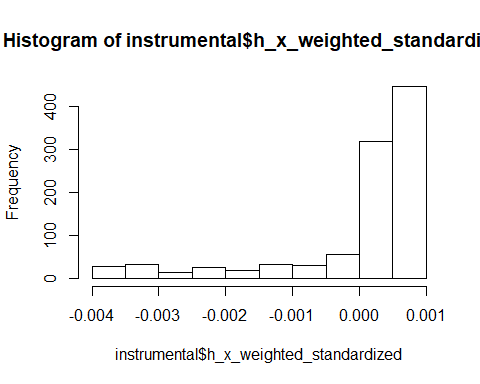 Histogram of instrumental$h_x_weighted_standardi
Frequency
400
300
200
100
0
-0.004 -0.003 -0.002 -0.001 0.000 0.001
instrumental$h_x_weighted_standardized